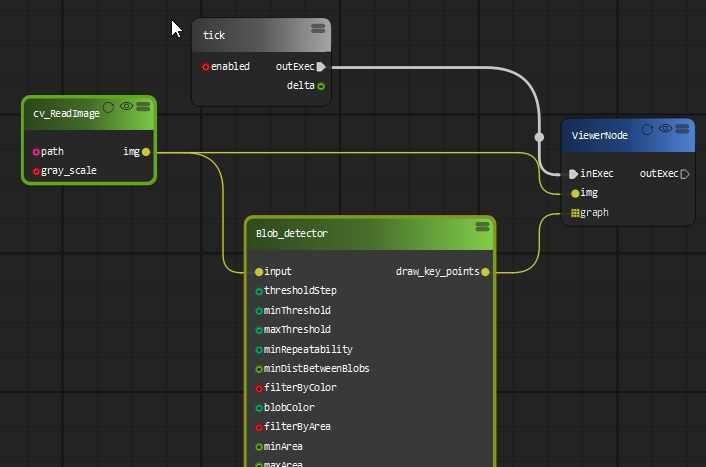 tick
enabled
outExec
delta
cv_ReadImage
path
img
gray_scale
ViewerNode
inExec
outExec
img
graph
Blob_detector
input
draw_key_points
thresholdStep
minThreshold
maxThreshold
minRepeatability
minDistBetweenBlobs
filterByColor
blobColor
filterByArea
minArea
maxArea